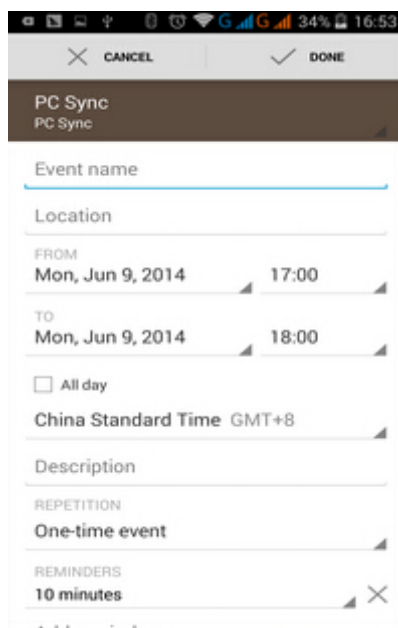 G G 34% 16:53
CANCEL DONE
PC Sync
PC Sync
Event name
Location
FROM
Mon, Jun 9, 2014 17:00
TO
Mon, Jun 9, 2014 18:00
All day
China Standard Time GMT+8
Description
REPETITION
One-time event
REMINDERS
10 minutes